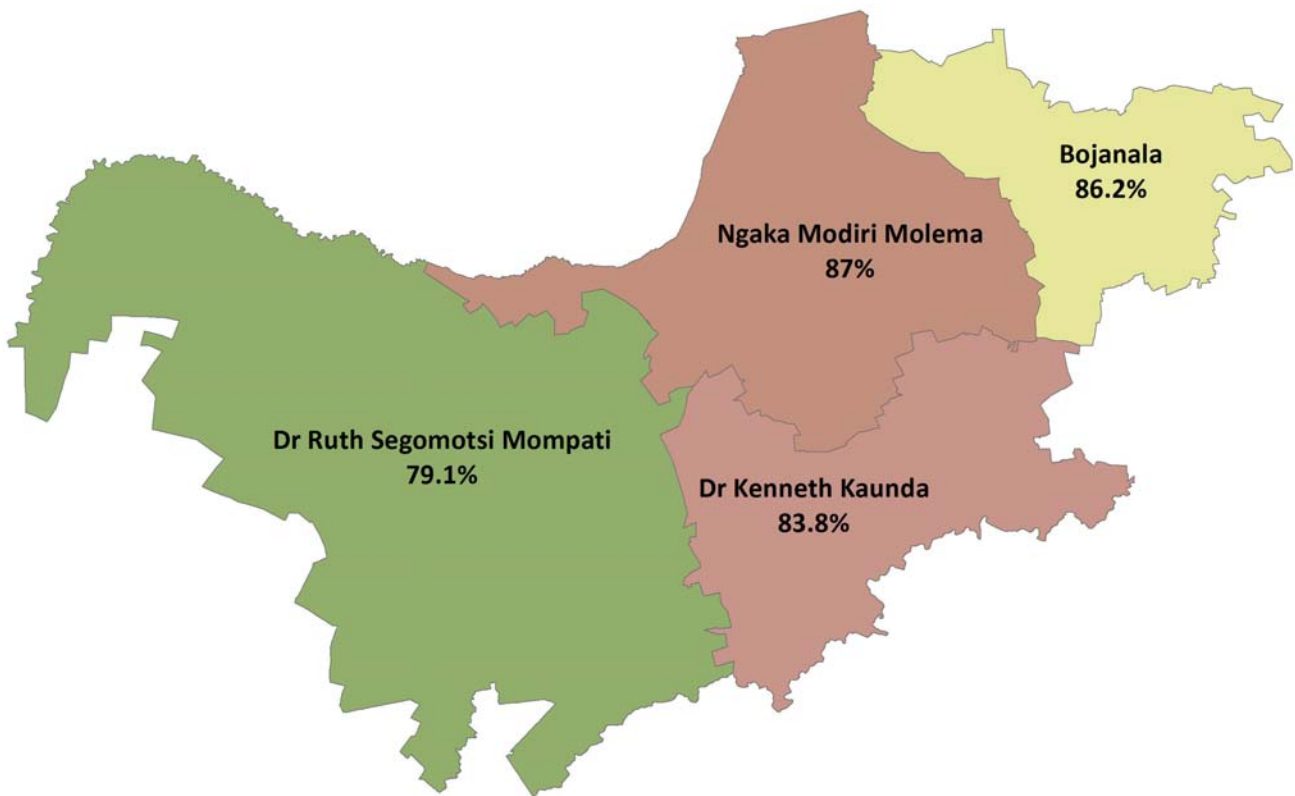 Bojanala
86.2%
Ngaka Modiri Molema
87%
Dr Ruth Segomotsi Mompati
79.1%
Dr Kenneth Kaunda
83.8%